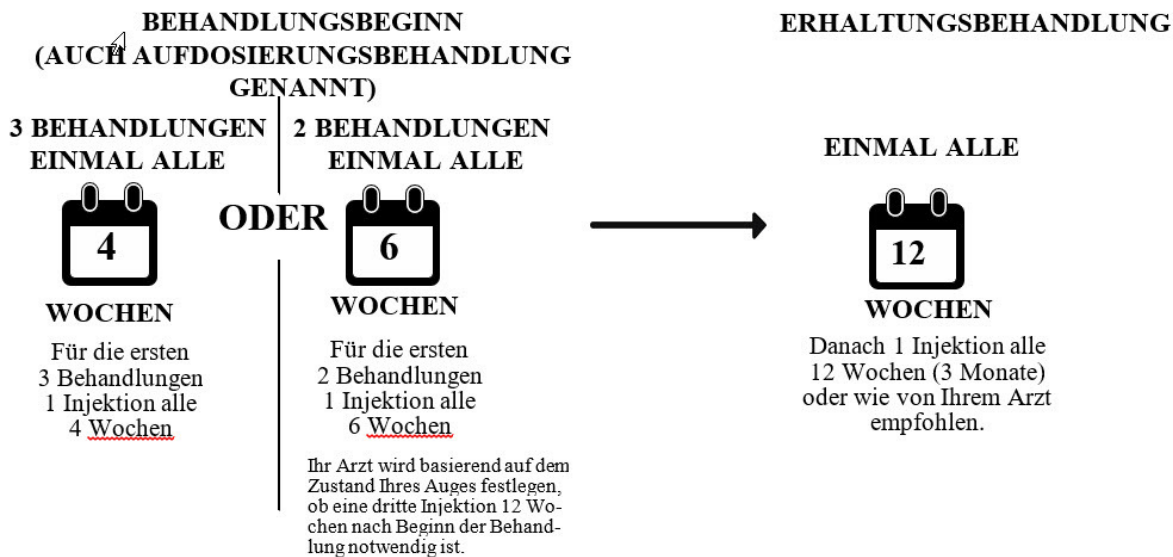 BEHANDLUNGSBEGINN
(AUCH AUFDOSIERUNGSBEHANDLUNG
GENANNT)
3 BEHANDLUNGEN
EINMAL ALLE
4
WOCHEN
Für die ersten
3 Behandlungen
1 Injektion alle
4 Wochen
ODER
2 BEHANDLUNGEN
EINMAL ALLE
6
WOCHEN
Für die ersten
2 Behandlungen
1 Injektion alle
6 Wochen
Ihr Arzt wird basierend auf dem
Zustand Ihres Auges festlegen,
ob eine dritte Injektion 12 Wo-
chen nach Beginn der Behand-
lung notwendig ist.
ERHALTUNGSBEHANDLUNG
EINMAL ALLE
12
WOCHEN
Danach 1 Injektion alle
12 Wochen (3 Monate)
oder wie von Ihrem Arzt
empfohlen.